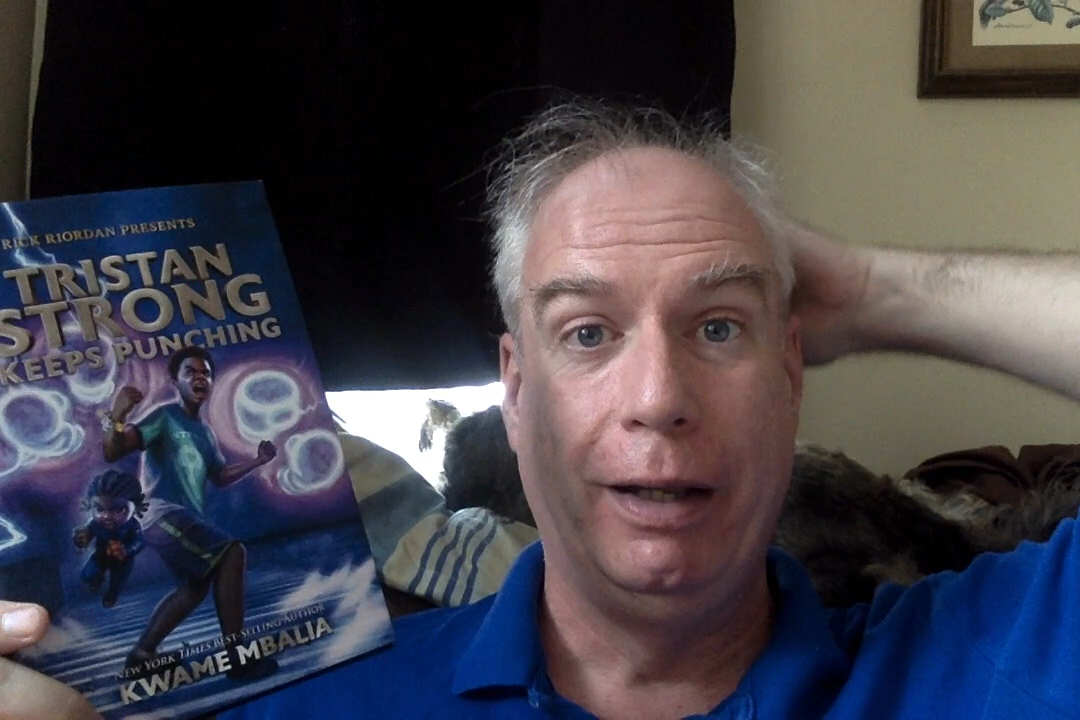 RICK RIORDAN PRESENTS
TRISTAN
STRONG
KEEPS PUNCHING
NEW YORK TIMES BEST-SELLING AUTHOR
KWAME MBALIA